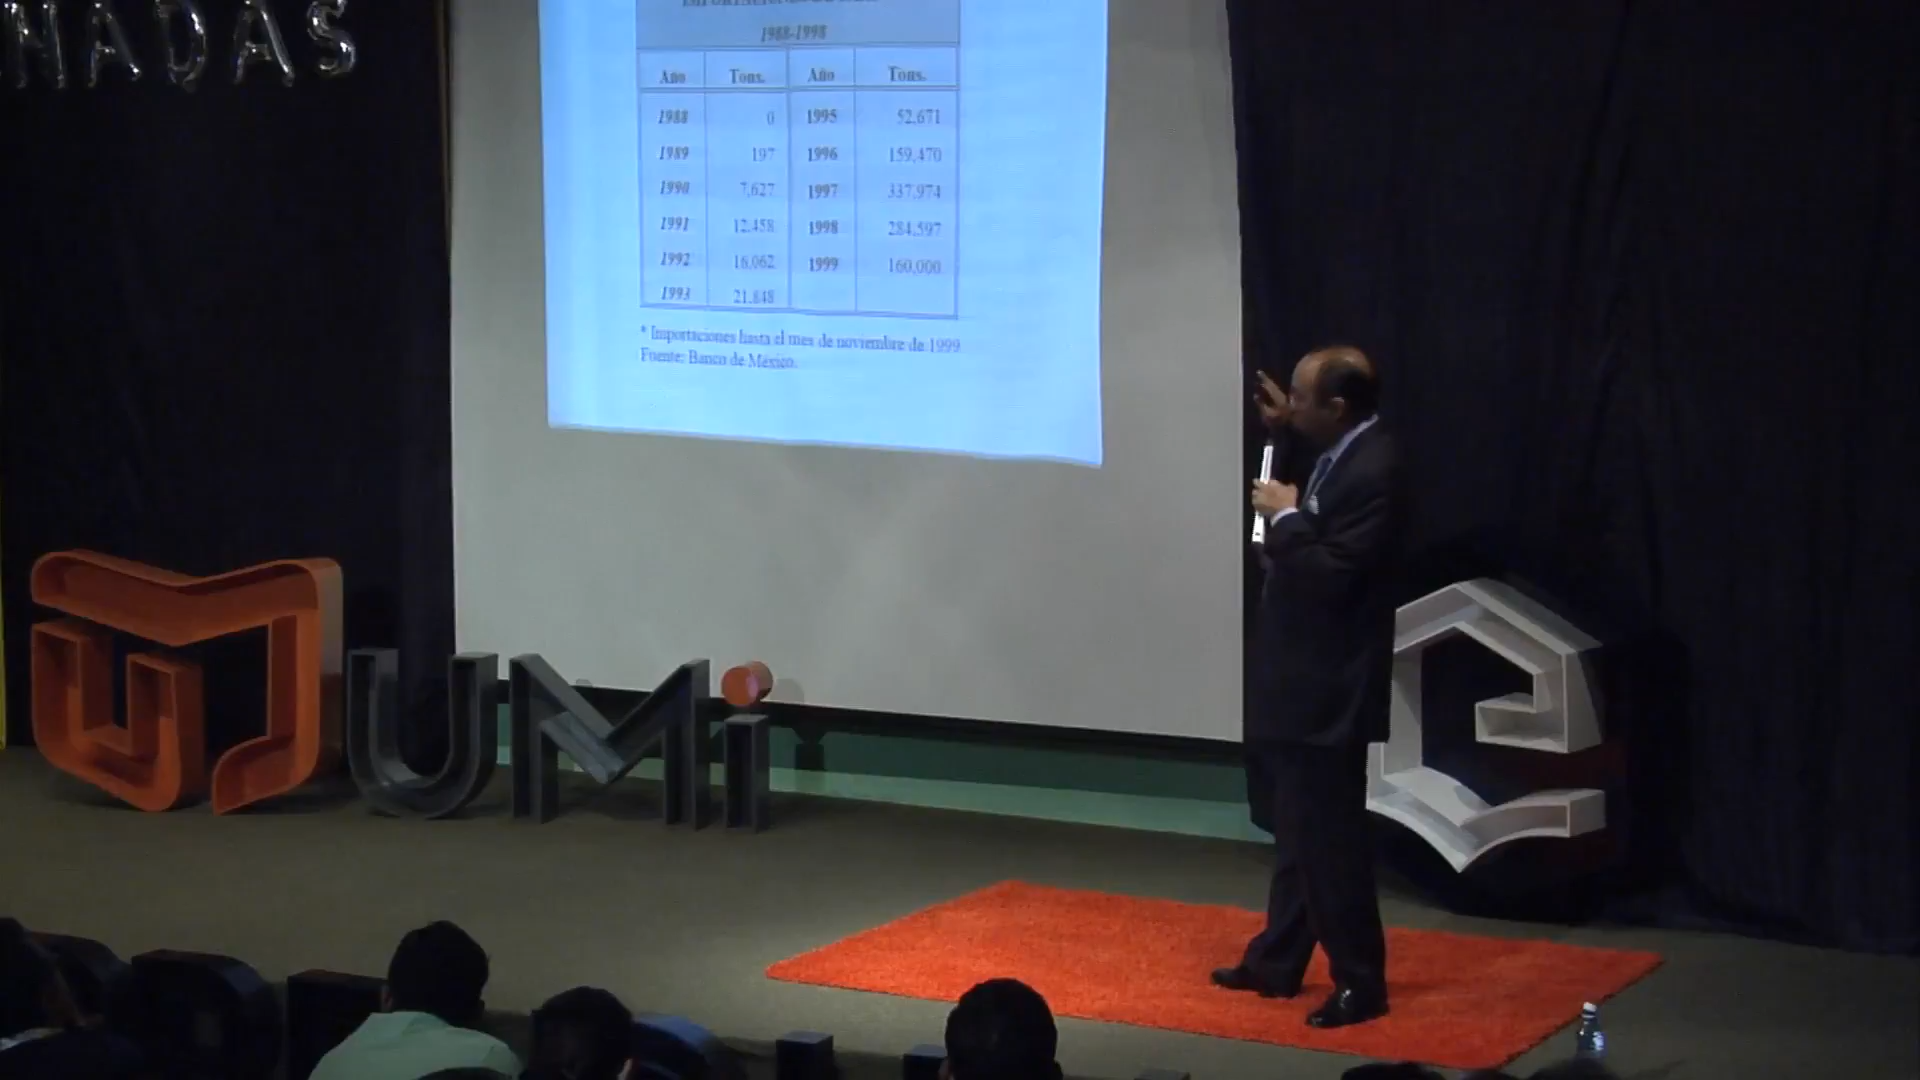 NADAS
1988-1998
Año Tons. Año Tons.
1988 0 1995 52,671
1989 197 1996 159,470
1990 7,627 1997 337,974
1991 12,458 1998 284,597
1992 16,062 1999 160,000
1993 21,848
* Importaciones hasta el mes de noviembre de 1999
Fuente: Banco de México.
UMi